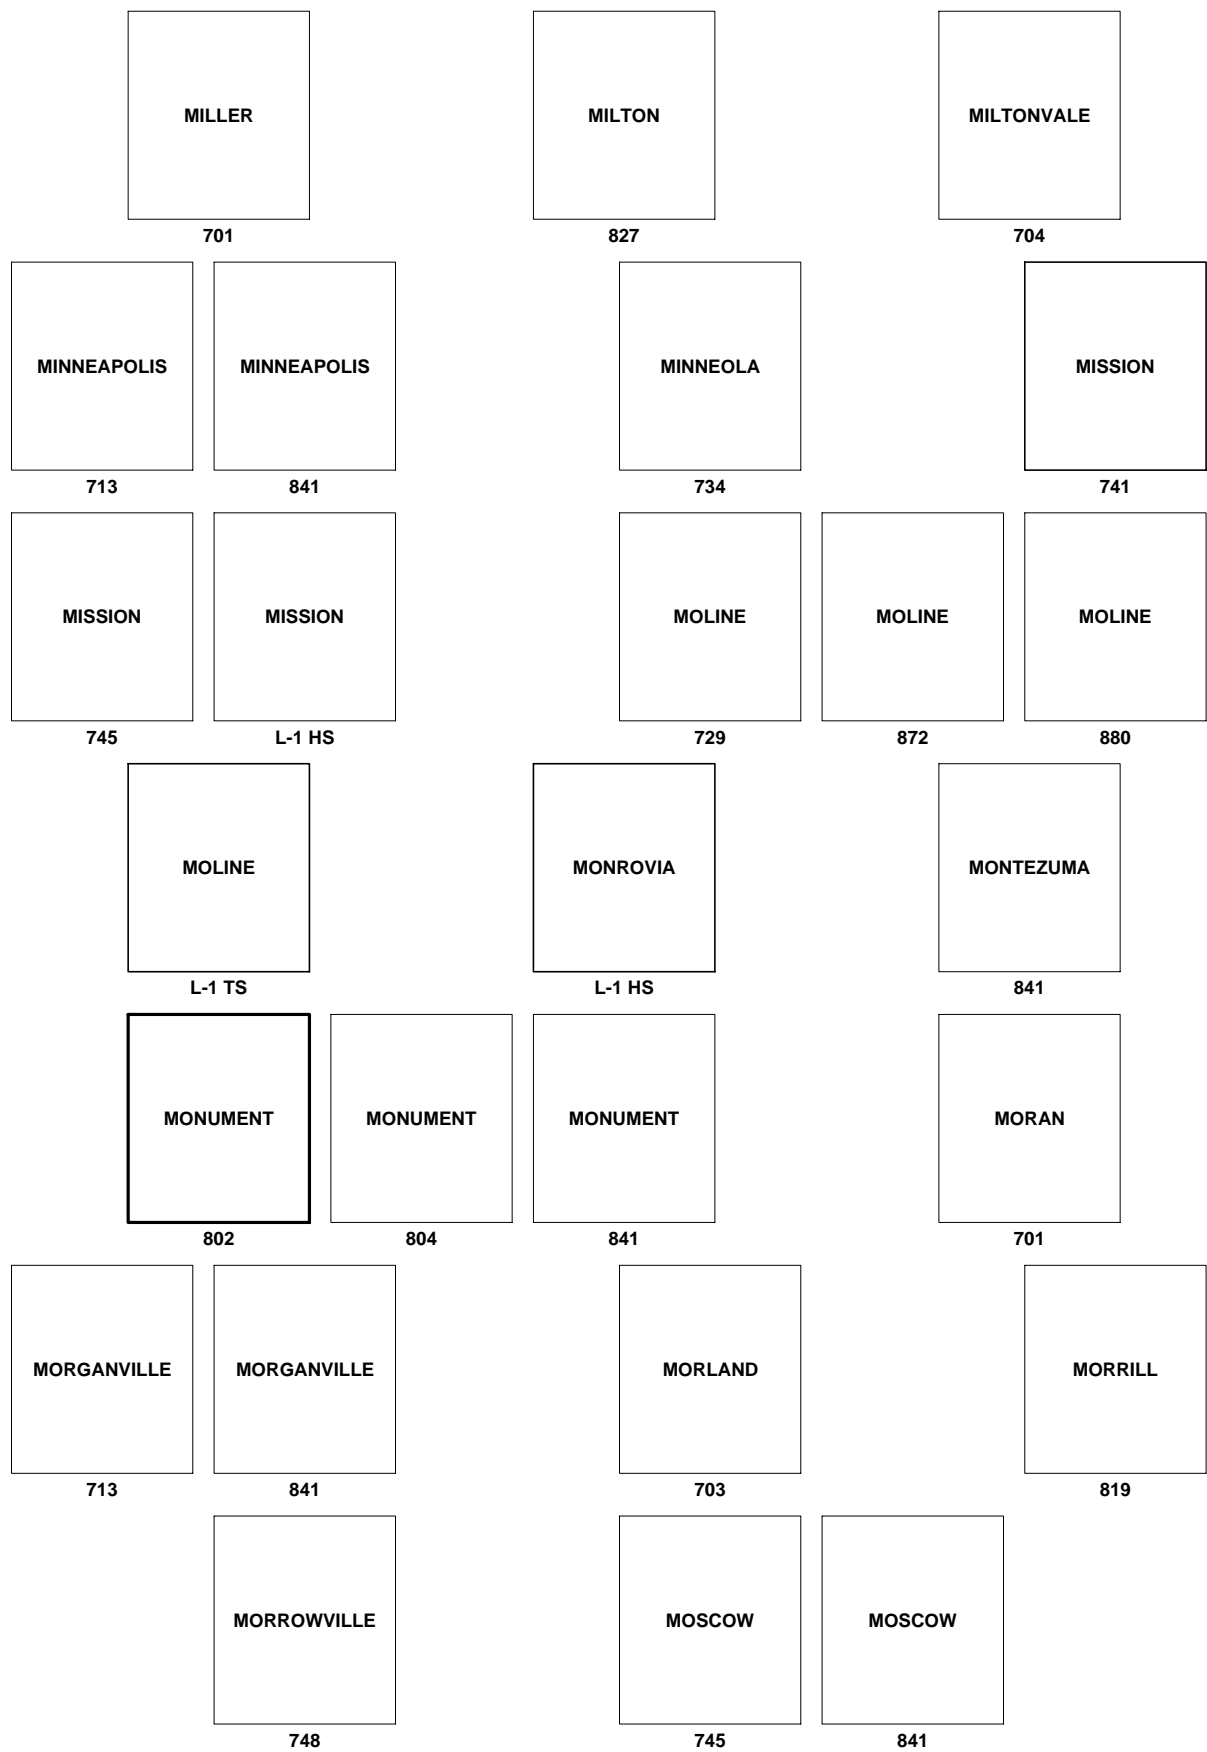 MILLER MILTON MILTONVALE
701 827 704
MINNEAPOLIS MINNEAPOLIS MINNEOLA MISSION
713 841 734 741
MISSION MISSION MOLINE MOLINE MOLINE
745 L-1 HS 729 872 880
MOLINE MONROVIA MONTEZUMA
L-1 TS L-1 HS 841
MONUMENT MONUMENT MONUMENT MORAN
802 804 841 701
MORGANVILLE MORGANVILLE MORLAND MORRILL
713 841 703 819
MORROWVILLE MOSCOW MOSCOW
748 745 841